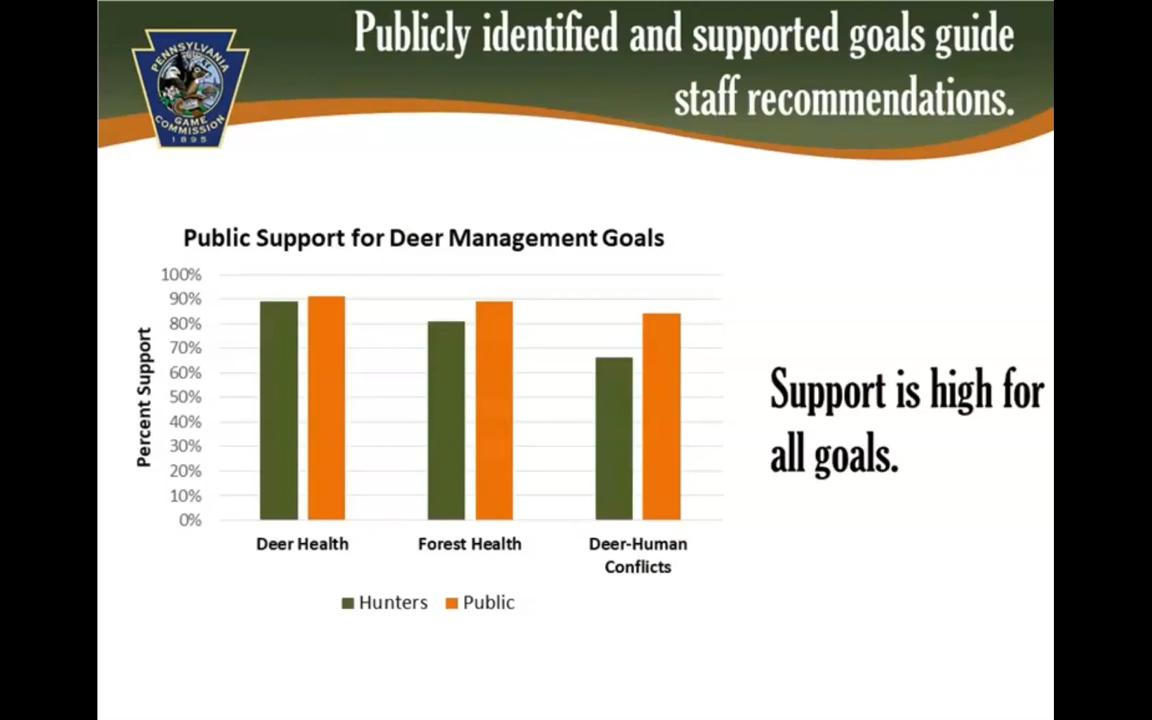 Publicly identified and supported goals guide
staff recommendations.
PENNSYLVANIA
GAME
COMMISSION
1895
Public Support for Deer Management Goals
Percent Support
100%
90%
80%
70%
60%
50%
40%
30%
20%
10%
0%
Deer Health
Forest Health
Deer-Human
Conflicts
Hunters
Public
Support is high for
all goals.